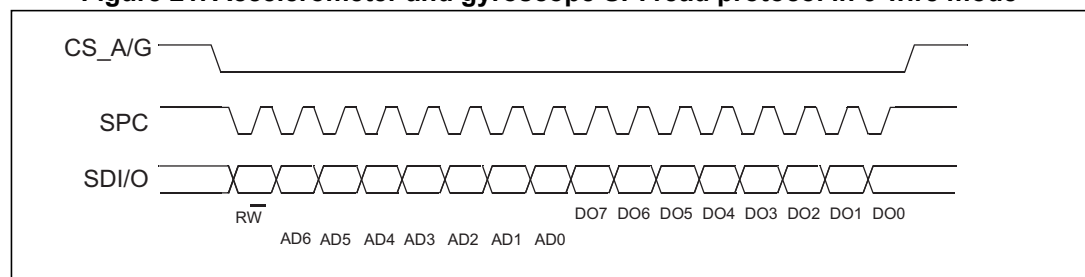 Figure 21. Accelerometer and gyroscope SPI read protocol in 3-wire mode
CS_A/G
SPC
SDI/O
RW
DO7 DO6 DO5 DO4 DO3 DO2 DO1 DO0
AD6 AD5 AD4 AD3 AD2 AD1 AD0